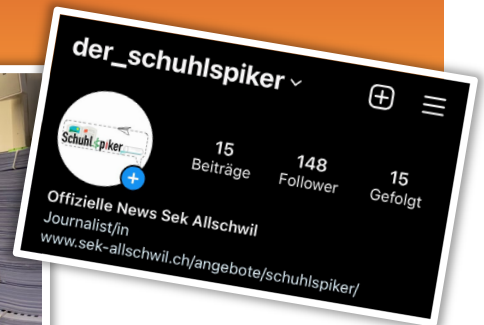 der_schuhlspiker
Schuhlspiker
15 148 15
Beiträge Follower Gefolgt
Offizielle News Sek Allschwil
Journalist/in
www.sek-allschwil.ch/angebote/schuhlspiker/